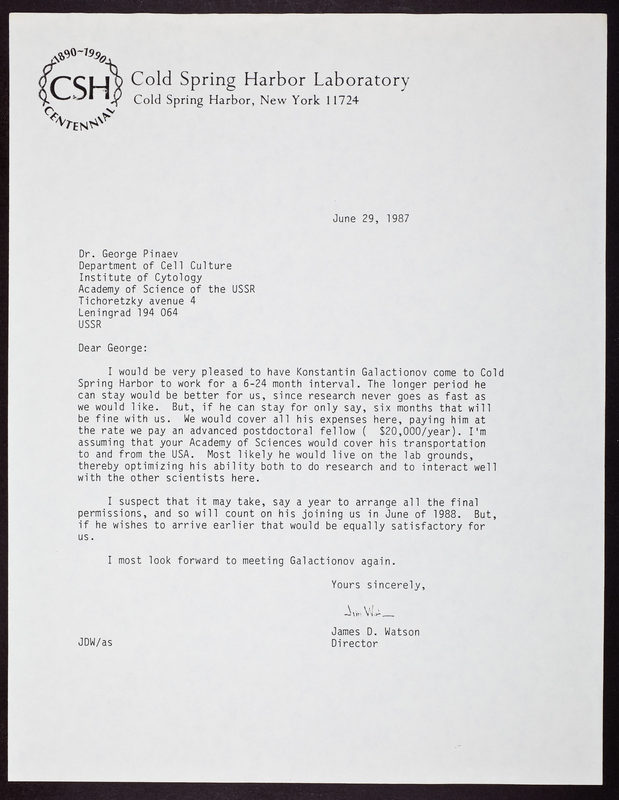 1890~1990
CSH
CENTENNIAL
Cold Spring Harbor Laboratory
Cold Spring Harbor, New York 11724
June 29, 1987
Dr. George Pinaev
Department of Cell Culture
Institute of Cytology
Academy of Science of the USSR
Tichoretzky avenue 4
Leningrad 194 064
USSR
Dear George:
I would be very pleased to have Konstantin Galactionov come to Cold
Spring Harbor to work for a 6-24 month interval. The longer period he
can stay would be better for us, since research never goes as fast as
we would like. But, if he can stay for only say, six months that will
be fine with us. We would cover all his expenses here, paying him at
the rate we pay an advanced postdoctoral fellow ( $20,000/year). I'm
assuming that your Academy of Sciences would cover his transportation
to and from the USA. Most likely he would live on the lab grounds,
thereby optimizing his ability both to do research and to interact well
with the other scientists here.
I suspect that it may take, say a year to arrange all the final
permissions, and so will count on his joining us in June of 1988. But,
if he wishes to arrive earlier that would be equally satisfactory for
us.
I most look forward to meeting Galactionov again.
Yours sincerely,
Jim Watson
James D. Watson
JDW/as
Director